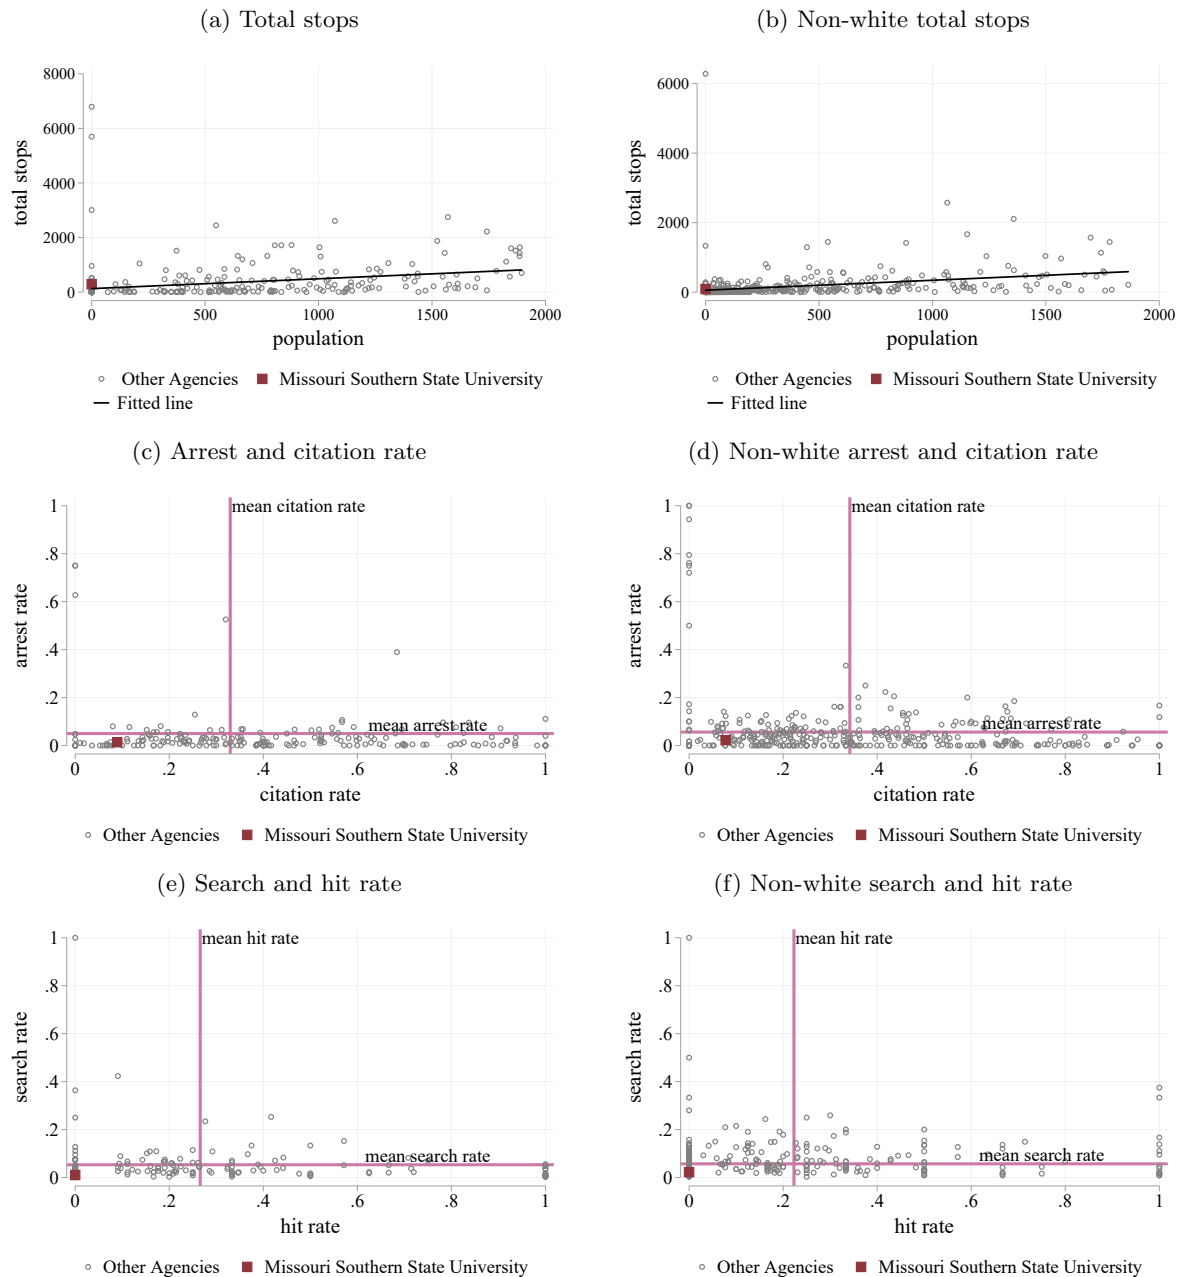 (a) Total stops
(b) Non-white total stops
total stops
8000
6000
4000
2000
0
0 500 1000 1500 2000
population
Other Agencies Missouri Southern State University
Fitted line
total stops
6000
4000
2000
0
0 500 1000 1500 2000
population
Other Agencies Missouri Southern State University
Fitted line
(c) Arrest and citation rate
(d) Non-white arrest and citation rate
arrest rate
1
.8
.6
.4
.2
0
mean citation rate
mean arrest rate
0 .2 .4 .6 .8 1
citation rate
Other Agencies Missouri Southern State University
arrest rate
1
.8
.6
.4
.2
0
mean citation rate
mean arrest rate
0 .2 .4 .6 .8 1
citation rate
Other Agencies Missouri Southern State University
(e) Search and hit rate
(f) Non-white search and hit rate
search rate
1
.8
.6
.4
.2
0
mean hit rate
mean search rate
0 .2 .4 .6 .8 1
hit rate
Other Agencies Missouri Southern State University
search rate
1
.8
.6
.4
.2
0
mean hit rate
mean search rate
0 .2 .4 .6 .8 1
hit rate
Other Agencies Missouri Southern State University